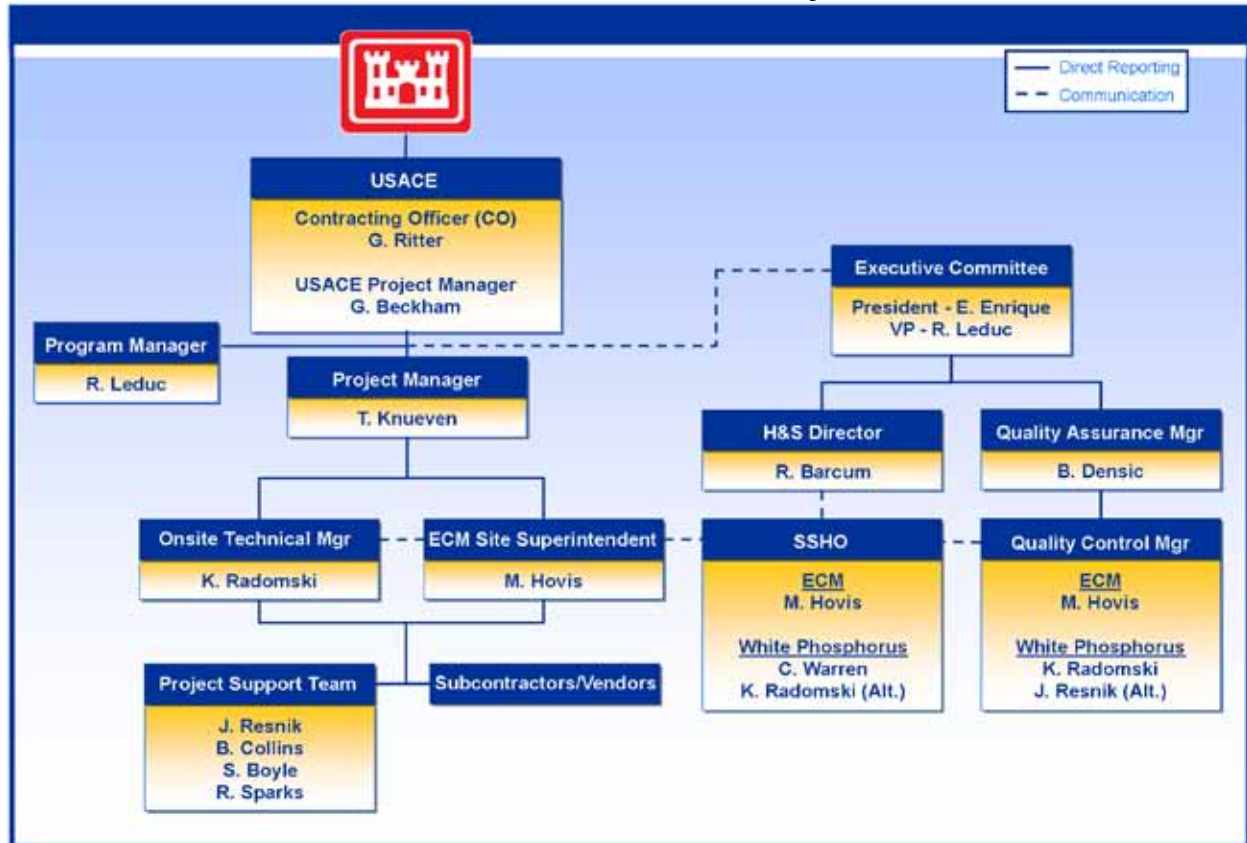 Direct Reporting
Communication
USACE
Contracting Officer (CO)
G. Ritter
USACE Project Manager
G. Beckham
Executive Committee
President - E. Enrique
VP - R. Leduc
Program Manager
R. Leduc
Project Manager
T. Knueven
H&S Director
R. Barcum
Quality Assurance Mgr
B. Densic
Onsite Technical Mgr
K. Radomski
ECM Site Superintendent
M. Hovis
SSHO
ECM
M. Hovis
White Phosphorus
C. Warren
K. Radomski (Alt.)
Quality Control Mgr
ECM
M. Hovis
White Phosphorus
K. Radomski
J. Resnik (Alt.)
Project Support Team
J. Resnik
B. Collins
S. Boyle
R. Sparks
Subcontractors/Vendors